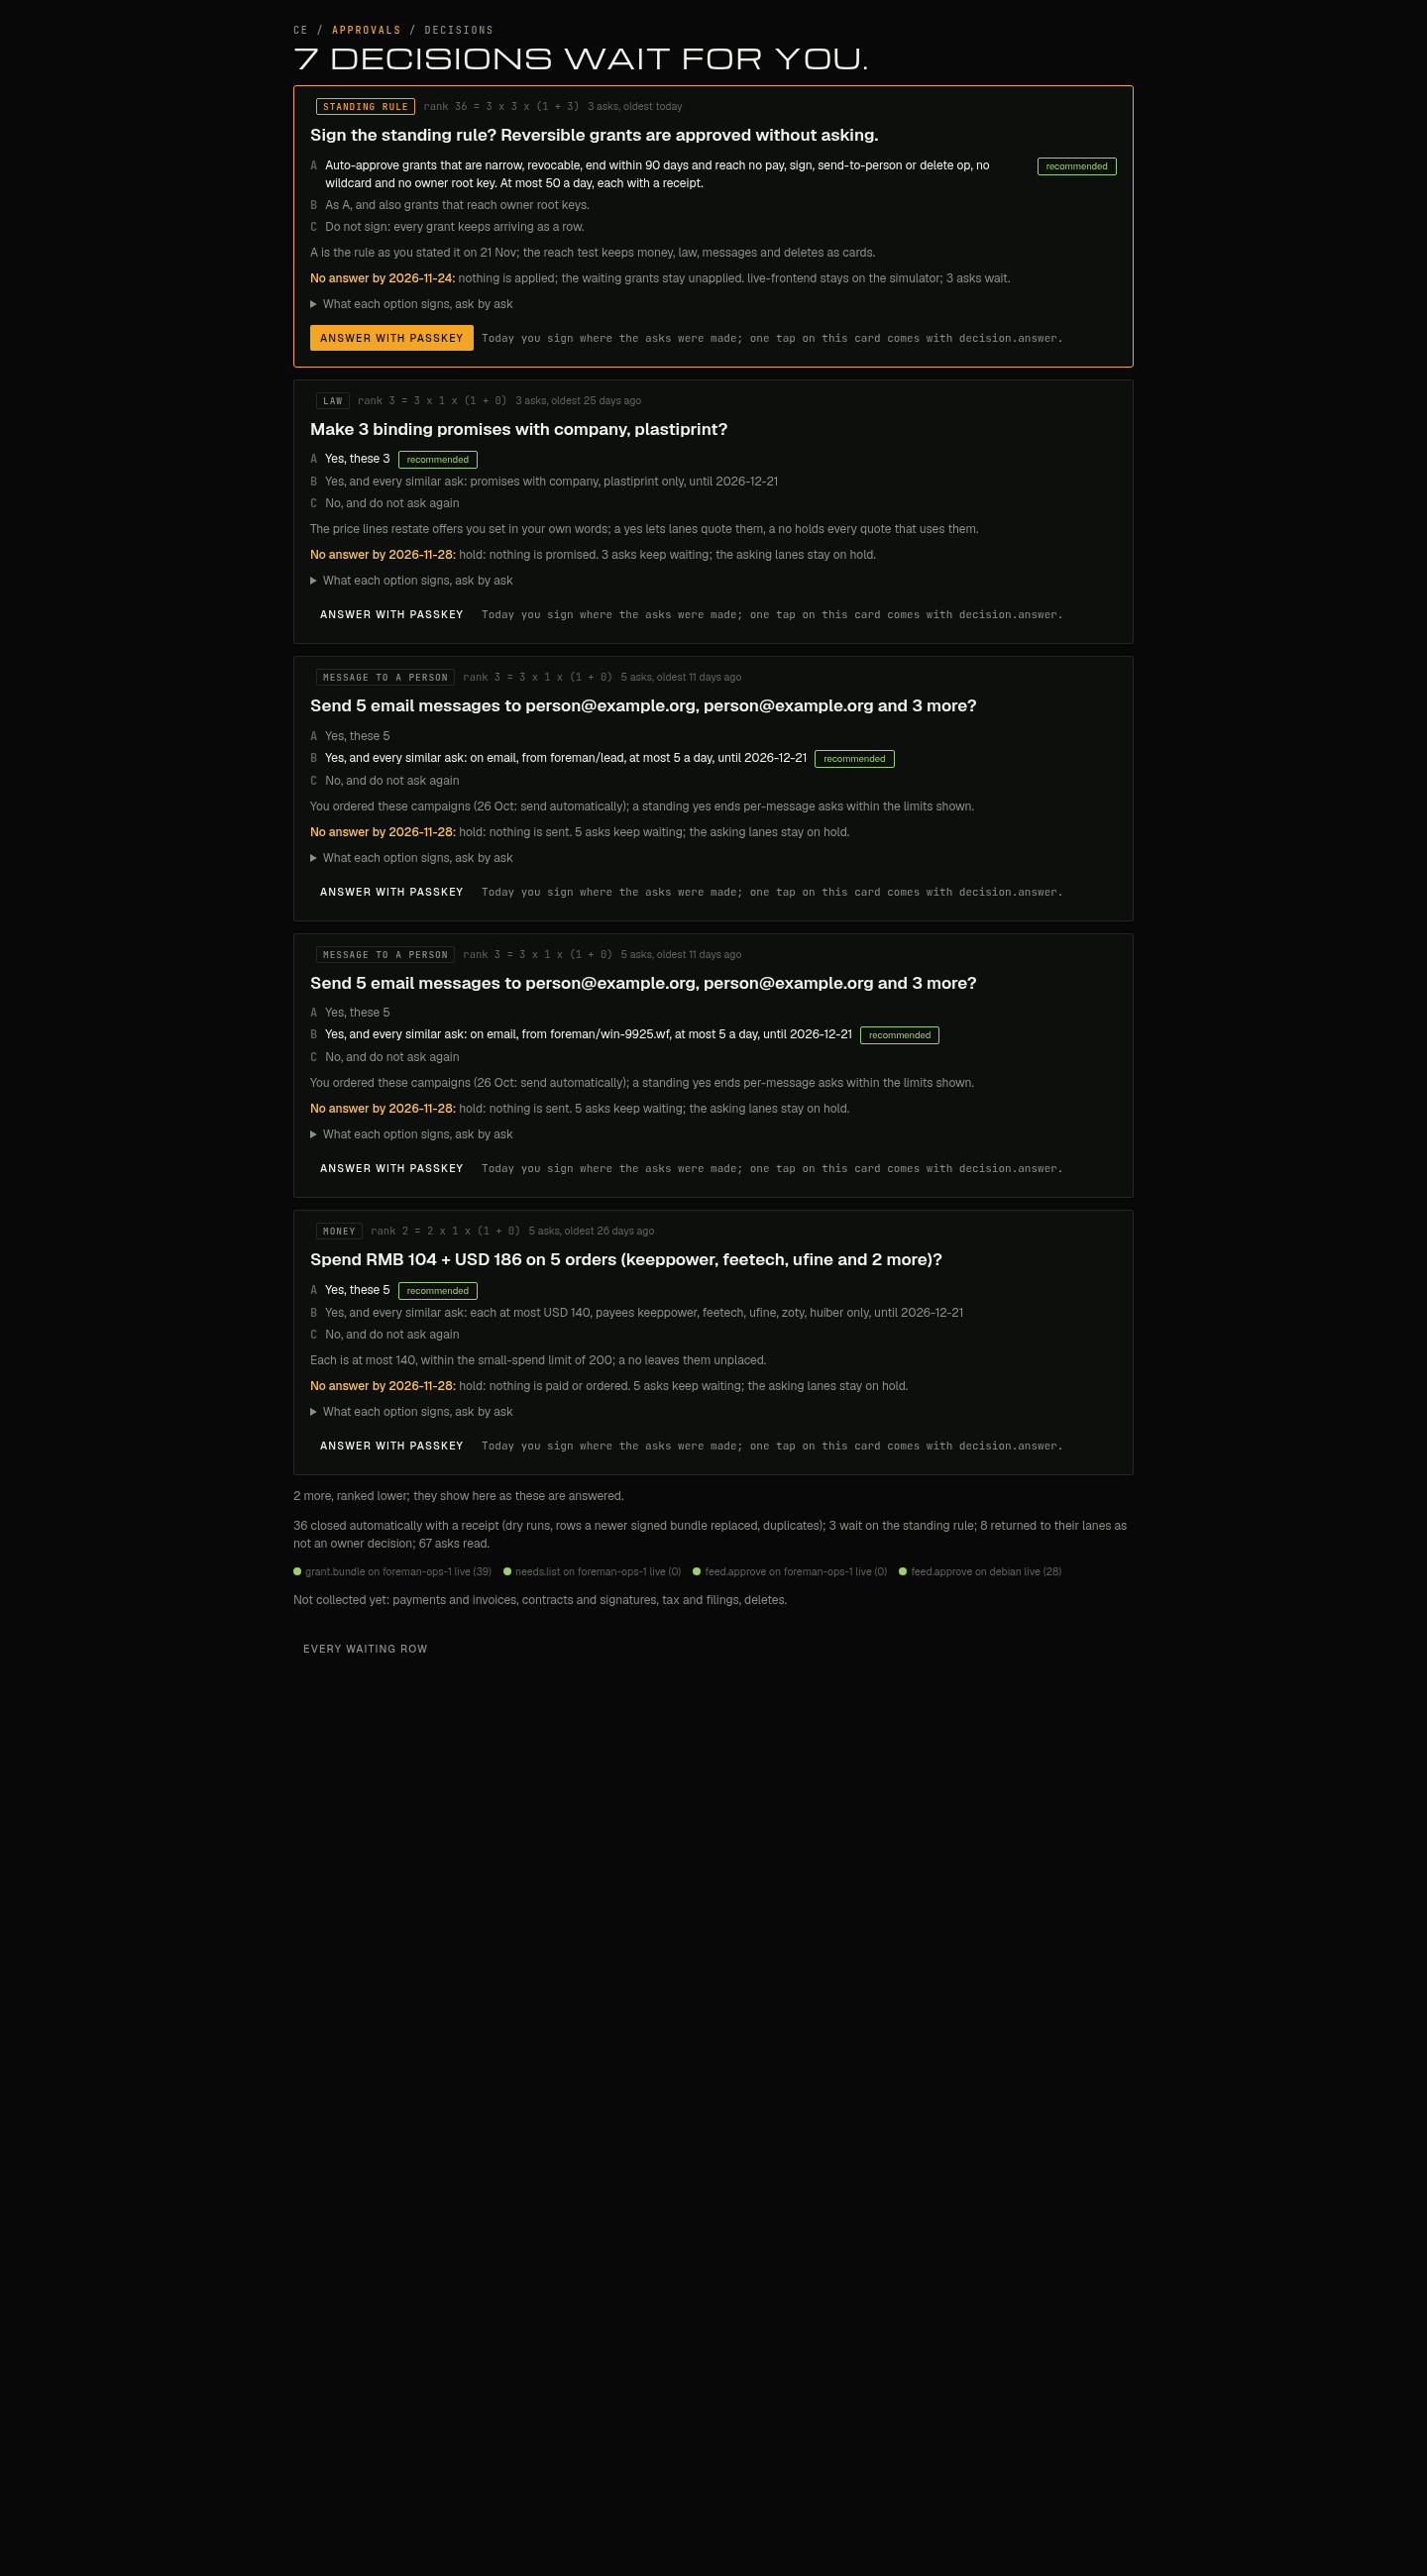 CE / APPROVALS / DECISIONS
7 DECISIONS WAIT FOR YOU.
STANDING RULE rank 36 = 3 x 3 x (1 + 3) 3 asks, oldest today
Sign the standing rule? Reversible grants are approved without asking.
A Auto-approve grants that are narrow, revocable, end within 90 days and reach no pay, sign, send-to-person or delete op, no recommended
wildcard and no owner root key. At most 50 a day, each with a receipt.
B As A, and also grants that reach owner root keys.
C Do not sign: every grant keeps arriving as a row.
A is the rule as you stated it on 21 Nov; the reach test keeps money, law, messages and deletes as cards.
No answer by 2026-11-24: nothing is applied; the waiting grants stay unapplied. live-frontend stays on the simulator; 3 asks wait.
▶ What each option signs, ask by ask
ANSWER WITH PASSKEY Today you sign where the asks were made; one tap on this card comes with decision.answer.
LAW rank 3 = 3 x 1 x (1 + 0) 3 asks, oldest 25 days ago
Make 3 binding promises with company, plastiprint?
A Yes, these 3 recommended
B Yes, and every similar ask: promises with company, plastiprint only, until 2026-12-21
C No, and do not ask again
The price lines restate offers you set in your own words; a yes lets lanes quote them, a no holds every quote that uses them.
No answer by 2026-11-28: hold: nothing is promised. 3 asks keep waiting; the asking lanes stay on hold.
▶ What each option signs, ask by ask
ANSWER WITH PASSKEY Today you sign where the asks were made; one tap on this card comes with decision.answer.
MESSAGE TO A PERSON rank 3 = 3 x 1 x (1 + 0) 5 asks, oldest 11 days ago
Send 5 email messages to person@example.org, person@example.org and 3 more?
A Yes, these 5
B Yes, and every similar ask: on email, from foreman/lead, at most 5 a day, until 2026-12-21 recommended
C No, and do not ask again
You ordered these campaigns (26 Oct: send automatically); a standing yes ends per-message asks within the limits shown.
No answer by 2026-11-28: hold: nothing is sent. 5 asks keep waiting; the asking lanes stay on hold.
▶ What each option signs, ask by ask
ANSWER WITH PASSKEY Today you sign where the asks were made; one tap on this card comes with decision.answer.
MESSAGE TO A PERSON rank 3 = 3 x 1 x (1 + 0) 5 asks, oldest 11 days ago
Send 5 email messages to person@example.org, person@example.org and 3 more?
A Yes, these 5
B Yes, and every similar ask: on email, from foreman/win-9925.wf, at most 5 a day, until 2026-12-21 recommended
C No, and do not ask again
You ordered these campaigns (26 Oct: send automatically); a standing yes ends per-message asks within the limits shown.
No answer by 2026-11-28: hold: nothing is sent. 5 asks keep waiting; the asking lanes stay on hold.
▶ What each option signs, ask by ask
ANSWER WITH PASSKEY Today you sign where the asks were made; one tap on this card comes with decision.answer.
MONEY rank 2 = 2 x 1 x (1 + 0) 5 asks, oldest 26 days ago
Spend RMB 104 + USD 186 on 5 orders (keeppower, feetech, ufine and 2 more)?
A Yes, these 5 recommended
B Yes, and every similar ask: each at most USD 140, payees keeppower, feetech, ufine, zoty, huiber only, until 2026-12-21
C No, and do not ask again
Each is at most 140, within the small-spend limit of 200; a no leaves them unplaced.
No answer by 2026-11-28: hold: nothing is paid or ordered. 5 asks keep waiting; the asking lanes stay on hold.
▶ What each option signs, ask by ask
ANSWER WITH PASSKEY Today you sign where the asks were made; one tap on this card comes with decision.answer.
2 more, ranked lower; they show here as these are answered.
36 closed automatically with a receipt (dry runs, rows a newer signed bundle replaced, duplicates); 3 wait on the standing rule; 8 returned to their lanes as
not an owner decision; 67 asks read.
grant.bundle on foreman-ops-1 live (39) needs.list on foreman-ops-1 live (0) feed.approve on foreman-ops-1 live (0) feed.approve on debian live (28)
Not collected yet: payments and invoices, contracts and signatures, tax and filings, deletes.
EVERY WAITING ROW